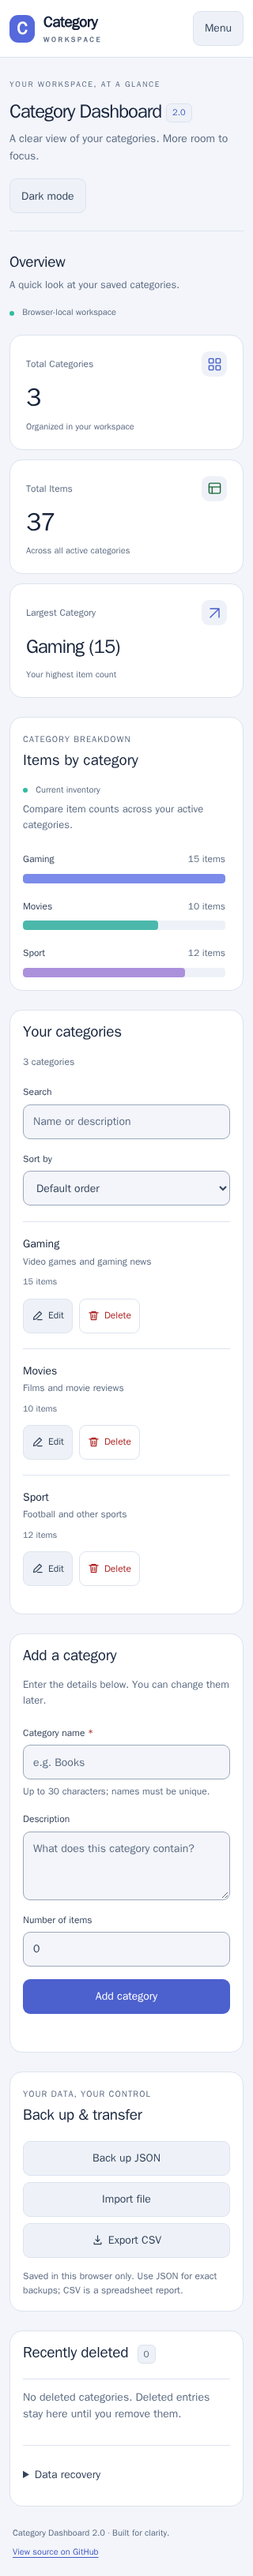 C
Category
WORKSPACE
Menu
YOUR WORKSPACE, AT A GLANCE
Category Dashboard 2.0
A clear view of your categories. More room to
focus.
Dark mode
Overview
A quick look at your saved categories.
Browser-local workspace
Total Categories
3
Organized in your workspace
Total Items
37
Across all active categories
Largest Category
Gaming (15)
Your highest item count
CATEGORY BREAKDOWN
Items by category
Current inventory
Compare item counts across your active
categories.
Gaming 15 items
Movies 10 items
Sport 12 items
Your categories
3 categories
Search
Name or description
Sort by
Default order
Gaming
Video games and gaming news
15 items
Edit Delete
Movies
Films and movie reviews
10 items
Edit Delete
Sport
Football and other sports
12 items
Edit Delete
Add a category
Enter the details below. You can change them
later.
Category name *
e.g. Books
Up to 30 characters; names must be unique.
Description
What does this category contain?
Number of items
0
Add category
YOUR DATA, YOUR CONTROL
Back up & transfer
Back up JSON
Import file
Export CSV
Saved in this browser only. Use JSON for exact
backups; CSV is a spreadsheet report.
Recently deleted 0
No deleted categories. Deleted entries
stay here until you remove them.
Data recovery
Category Dashboard 2.0 · Built for clarity.
View source on GitHub